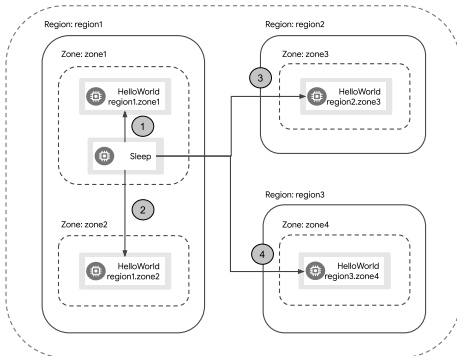 Region: region1
Zone: zone1
HelloWorld
region1.zone1
1
Sleep
2
Zone: zone2
HelloWorld
region1.zone2
Region: region2
Zone: zone3
3
HelloWorld
region2.zone3
Region: region3
Zone: zone4
4
HelloWorld
region3.zone4